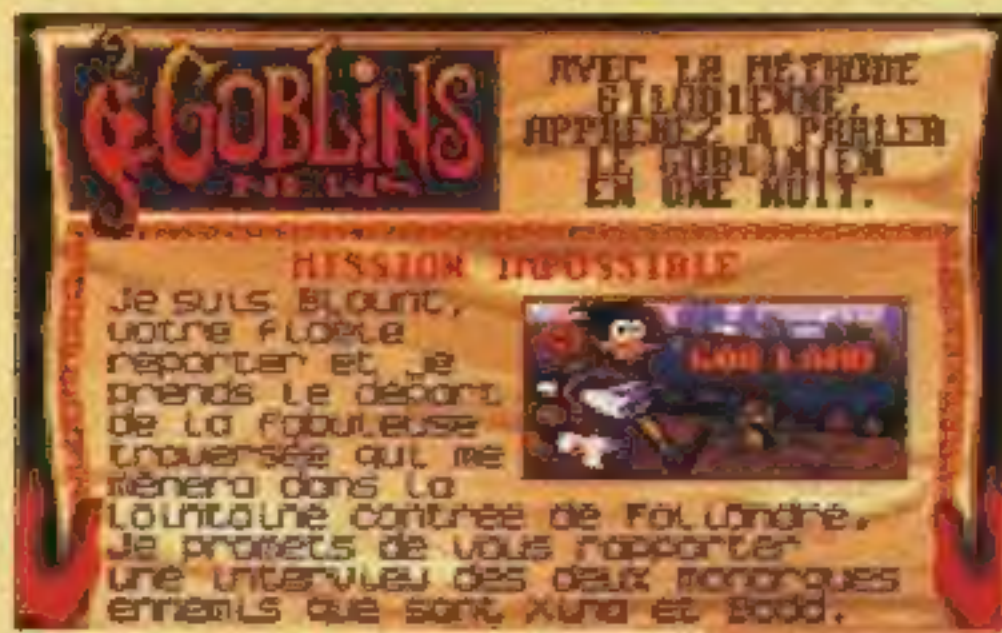 GOBLiNS
NEWS
AVEC LA METHODE
GILODIENNE,
APPRENEZ A PARLER
LE GOBLINIEN
EN UNE NUIT.
MISSION IMPOSSIBLE
Je suis Blount,
votre fidèle
reporter et je
prends le départ
de la fabuleuse
traversée qui me
mènera dans la
lointaine contrée de Foliandre.
Je promets de vous rapporter
une interview des deux monarques
ennemis que sont Xina et Bodd.
GOB LAND